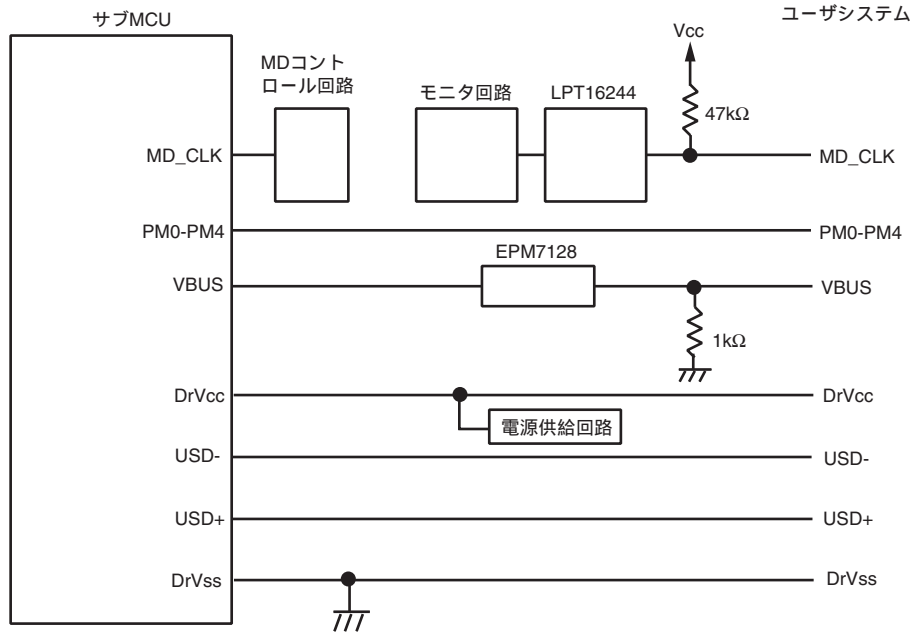 サブMCU
ユーザシステム
Vcc
MDコント
ロール回路
モニタ回路
LPT16244
47kΩ
MD_CLK
MD_CLK
PM0-PM4
PM0-PM4
EPM7128
VBUS
VBUS
1kΩ
DrVcc
DrVcc
電源供給回路
USD-
USD-
USD+
USD+
DrVss
DrVss